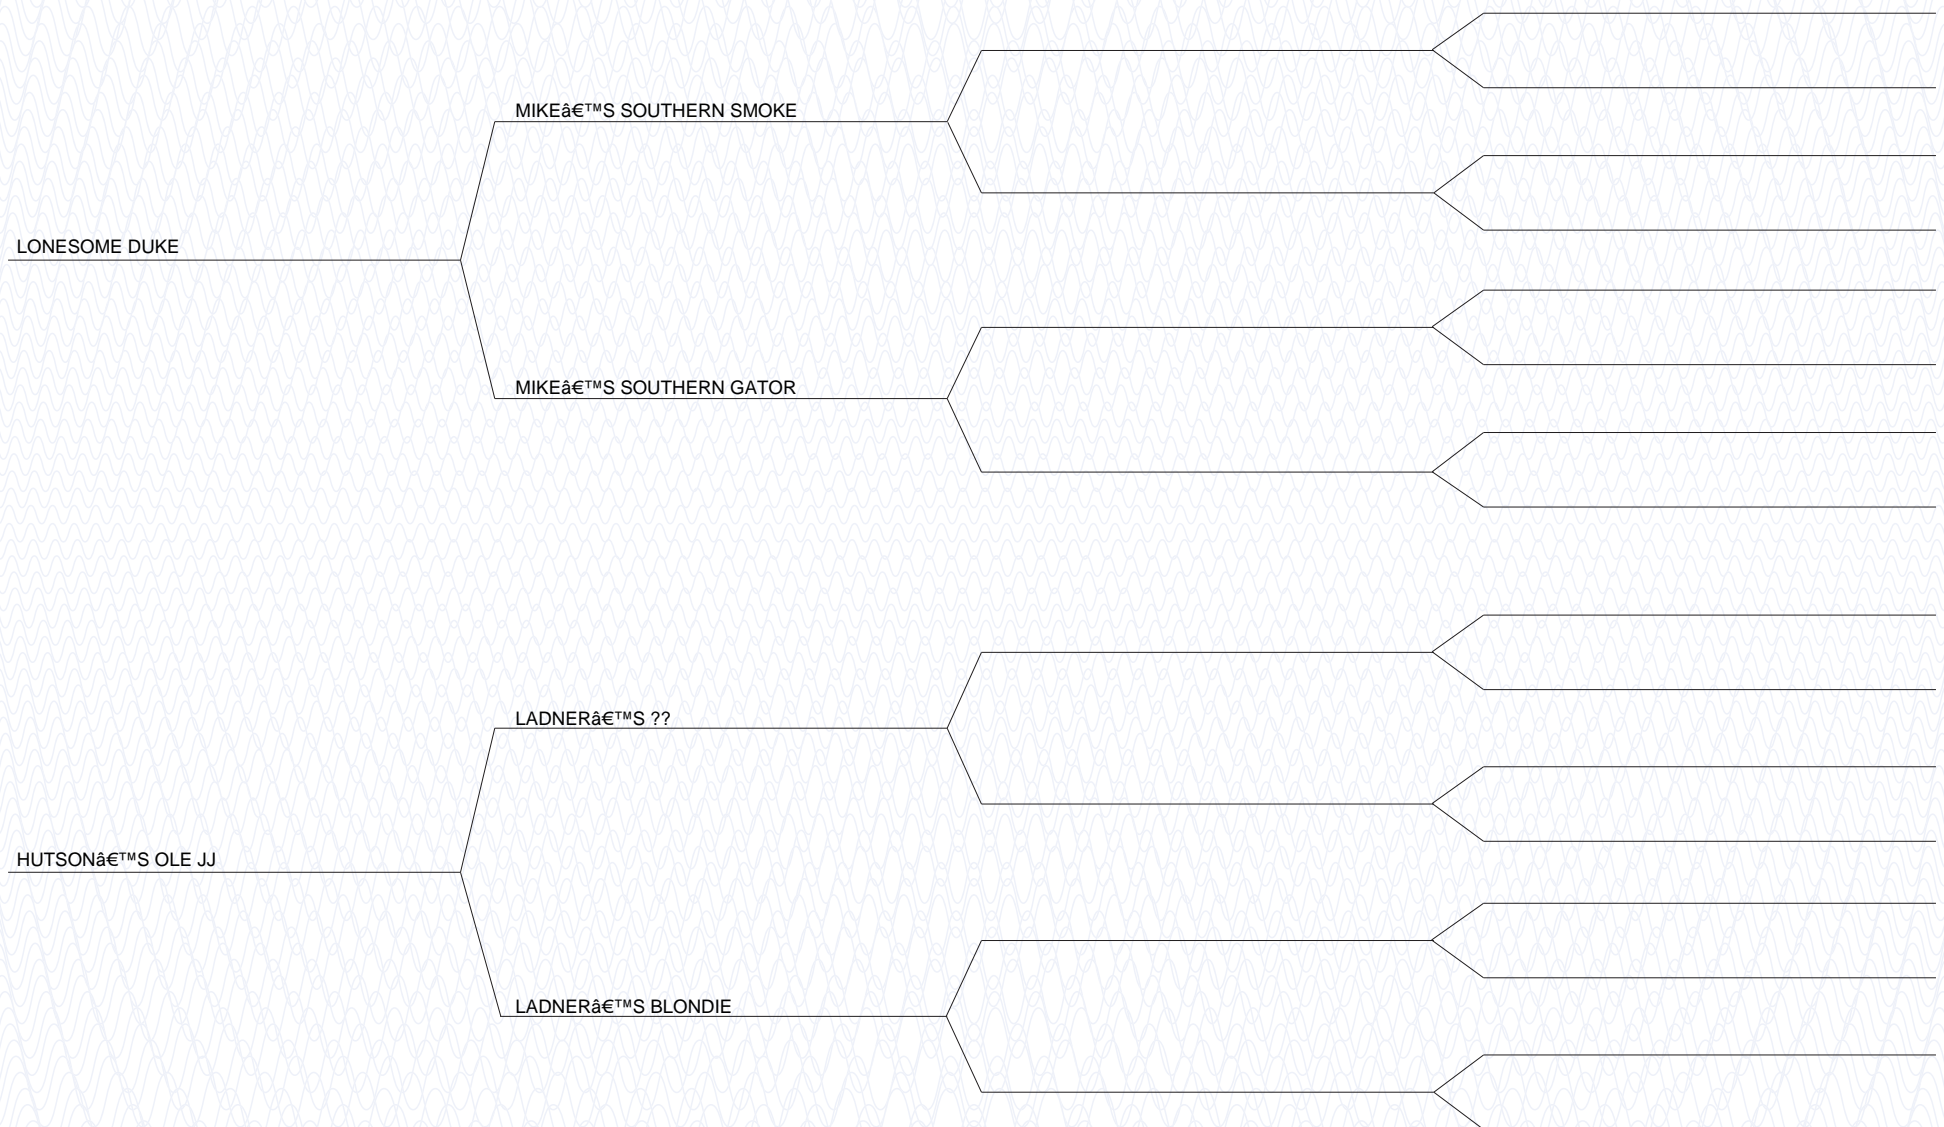 MIKEâ€™S SOUTHERN SMOKE
LONESOME DUKE
MIKEâ€™S SOUTHERN GATOR
LADNERâ€™S ??
HUTSONâ€™S OLE JJ
LADNERâ€™S BLONDIE